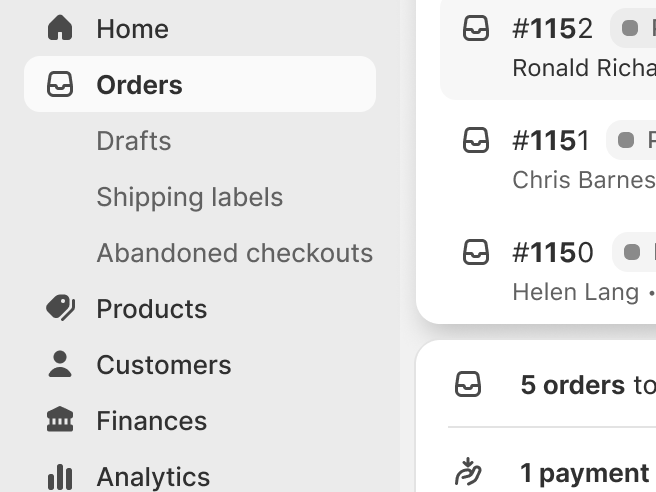 Home
Orders
Drafts
Shipping labels
Abandoned checkouts
Products
Customers
Finances
Analytics
#1152
Ronald
#1151
Chris Barnes
#1150
Helen Lang •
5 orders to
1 payment